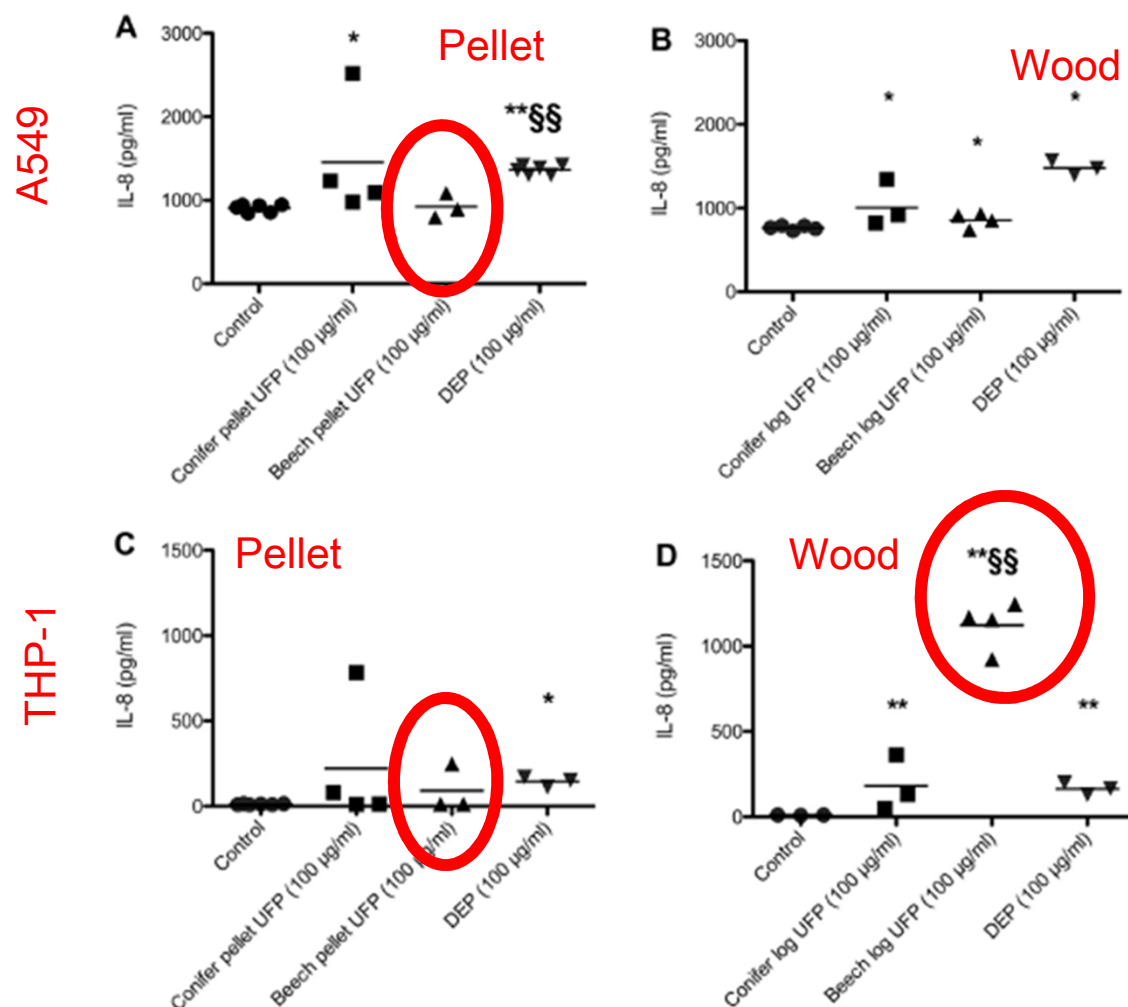 A549
A
Pellet
*
**§§
3000
2000
1000
0
IL-8 (pg/ml)
Control
Conifer pellet UFP (100 µg/ml)
Beech pellet UFP (100 µg/ml)
DEP (100 µg/ml)
B
Wood
*
*
*
3000
2000
1000
0
IL-8 (pg/ml)
Control
Conifer log UFP (100 µg/ml)
Beech log UFP (100 µg/ml)
DEP (100 µg/ml)
THP-1
C
Pellet
*
1500
1000
500
0
IL-8 (pg/ml)
Control
Conifer pellet UFP (100 µg/ml)
Beech pellet UFP (100 µg/ml)
DEP (100 µg/ml)
D
Wood
**§§
**
**
1500
1000
500
0
IL-8 (pg/ml)
Control
Conifer log UFP (100 µg/ml)
Beech log UFP (100 µg/ml)
DEP (100 µg/ml)